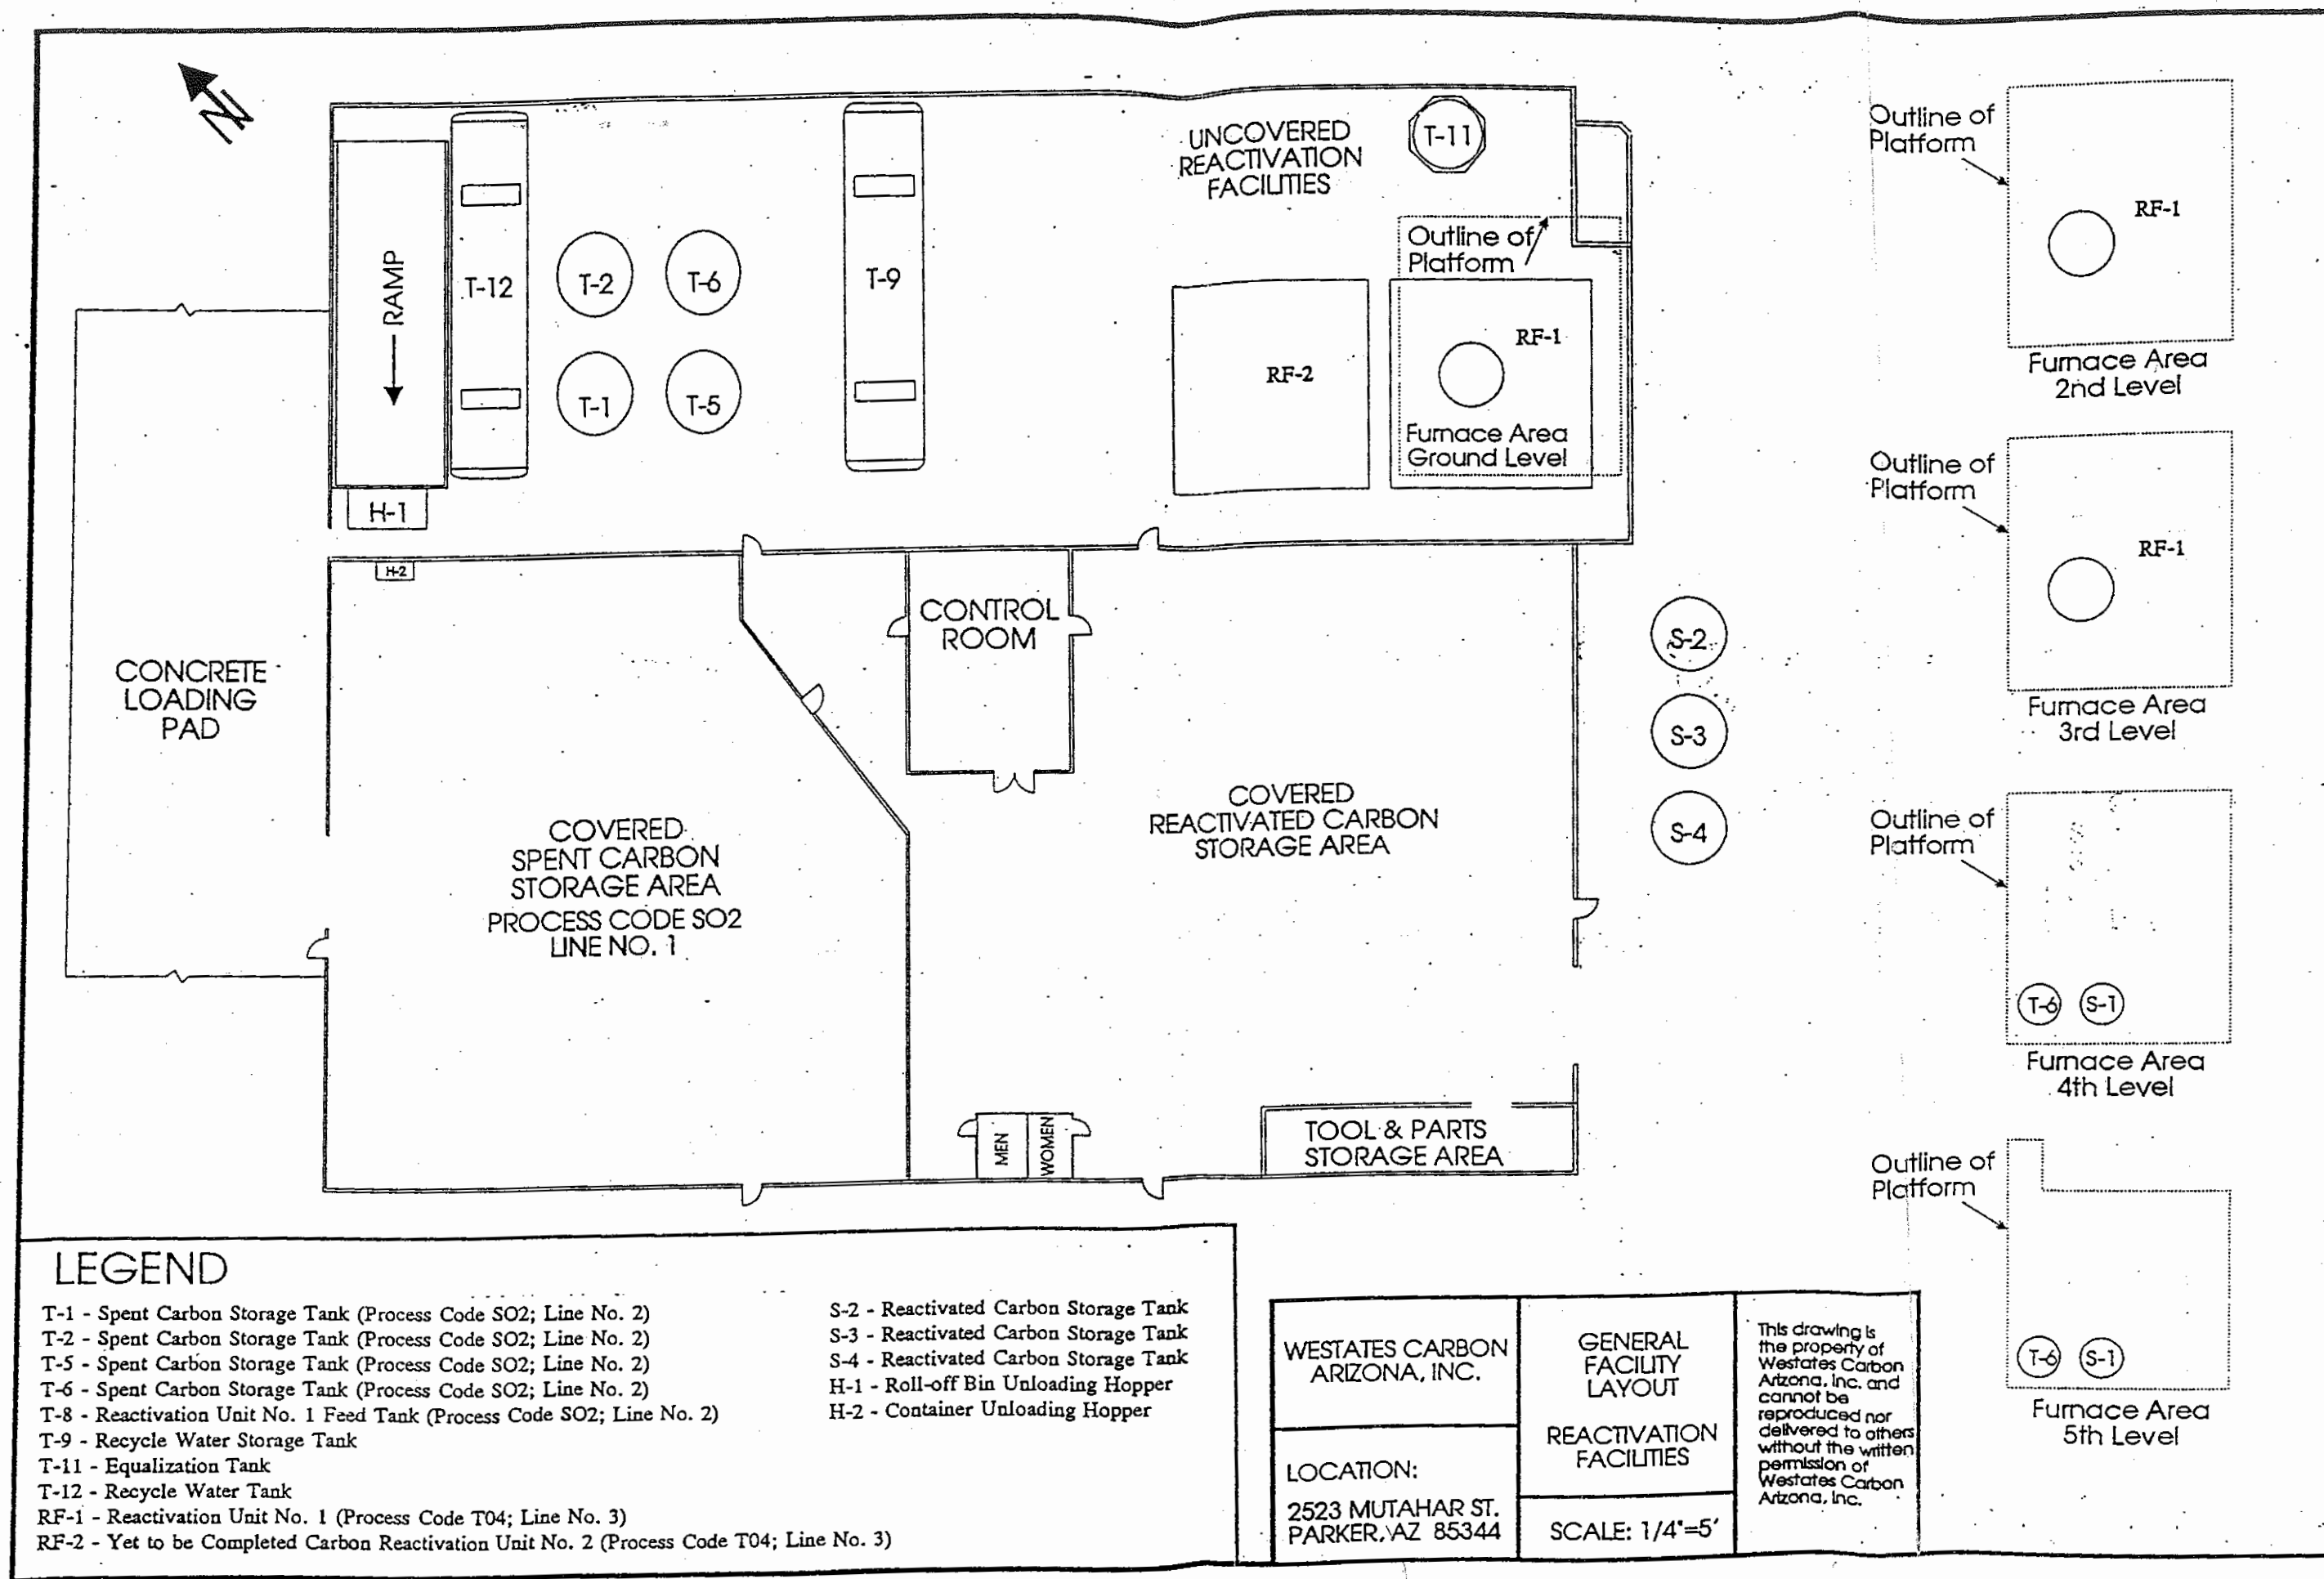 N
UNCOVERED
REACTIVATION
FACILITIES
T-11
Outline of
Platform
RAMP
T-12
T-2
T-6
T-9
T-1
T-5
RF-2
RF-1
Furnace Area
Ground Level
H-1
H-2
CONTROL
ROOM
CONCRETE
LOADING
PAD
COVERED
SPENT CARBON
STORAGE AREA
PROCESS CODE SO2
LINE NO. 1
COVERED
REACTIVATED CARBON
STORAGE AREA
S-2
S-3
S-4
MEN
WOMEN
TOOL & PARTS
STORAGE AREA
Outline of
Platform
RF-1
Furnace Area
2nd Level
Outline of
Platform
RF-1
Furnace Area
3rd Level
Outline of
Platform
T-6
S-1
Furnace Area
4th Level
Outline of
Platform
T-6
S-1
Furnace Area
5th Level
LEGEND
T-1 - Spent Carbon Storage Tank (Process Code SO2; Line No. 2)
T-2 - Spent Carbon Storage Tank (Process Code SO2; Line No. 2)
T-5 - Spent Carbon Storage Tank (Process Code SO2; Line No. 2)
T-6 - Spent Carbon Storage Tank (Process Code SO2; Line No. 2)
T-8 - Reactivation Unit No. 1 Feed Tank (Process Code SO2; Line No. 2)
T-9 - Recycle Water Storage Tank
T-11 - Equalization Tank
T-12 - Recycle Water Tank
RF-1 - Reactivation Unit No. 1 (Process Code T04; Line No. 3)
RF-2 - Yet to be Completed Carbon Reactivation Unit No. 2 (Process Code T04; Line No. 3)
S-2 - Reactivated Carbon Storage Tank
S-3 - Reactivated Carbon Storage Tank
S-4 - Reactivated Carbon Storage Tank
H-1 - Roll-off Bin Unloading Hopper
H-2 - Container Unloading Hopper
WESTATES CARBON
ARIZONA, INC.
LOCATION:
2523 MUTAHAR ST.
PARKER, AZ 85344
GENERAL
FACILITY
LAYOUT
REACTIVATION
FACILITIES
SCALE: 1/4"=5'
This drawing is
the property of
Westates Carbon
Arizona, Inc. and
cannot be
reproduced nor
delivered to others
without the written
permission of
Westates Carbon
Arizona, Inc.